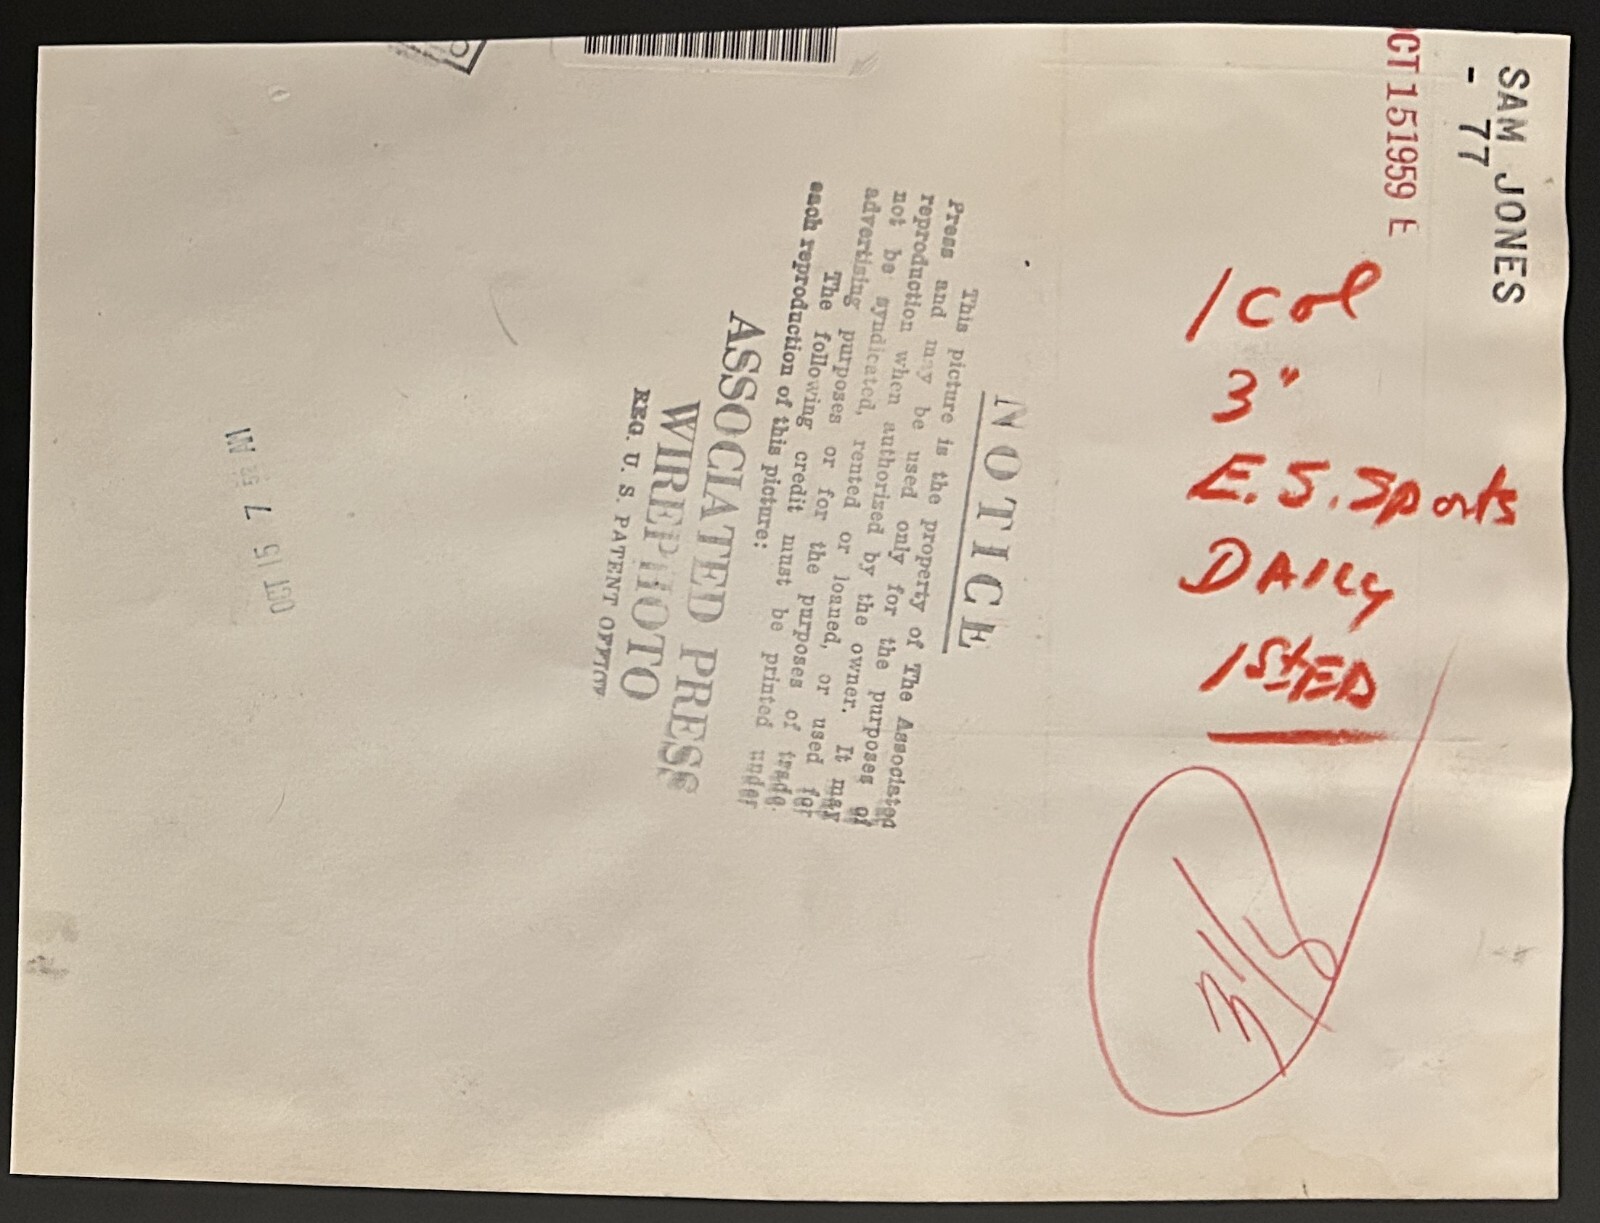 SAM JONES
- 77
OCT 151959 E
1 Col
3"
E.S. Sports
DAILY
1st ED
NOTICE
This picture is the property of The Associated
Press and may be used only for the purposes of
reproduction when authorized by the owner. It may
not be syndicated, rented or loaned, or used for
advertising purposes or for the purposes of trade.
The following credit must be printed under
each reproduction of this picture:
ASSOCIATED PRESS
WIREPHOTO
REG. U. S. PATENT OFFICE
OCT 15